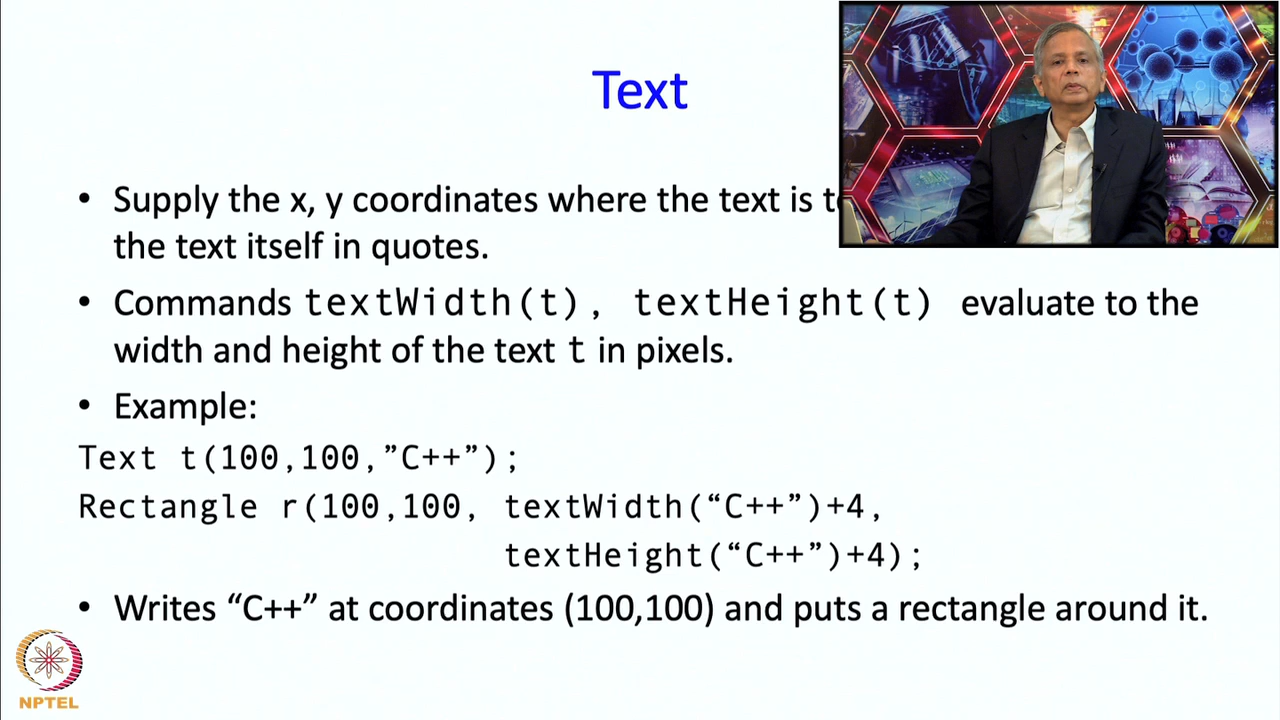 Text
• Supply the x, y coordinates where the text is
the text itself in quotes.
• Commands textWidth(t), textHeight(t) evaluate to the
width and height of the text t in pixels.
• Example:
Text t(100,100,”C++”);
Rectangle r(100,100, textWidth(“C++”)+4,
textHeight(“C++”)+4);
• Writes “C++” at coordinates (100,100) and puts a rectangle around it.
NPTEL